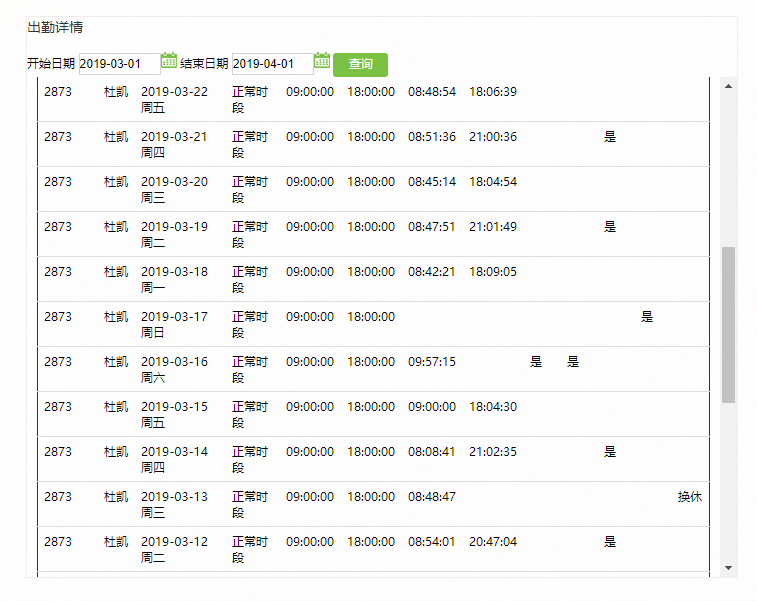 出勤详情
开始日期 2019-03-01 结束日期 2019-04-01 查询
2873 杜凯 2019-03-22 正常时 09:00:00 18:00:00 08:48:54 18:06:39
周五 段
2873 杜凯 2019-03-21 正常时 09:00:00 18:00:00 08:51:36 21:00:36 是
周四 段
2873 杜凯 2019-03-20 正常时 09:00:00 18:00:00 08:45:14 18:04:54
周三 段
2873 杜凯 2019-03-19 正常时 09:00:00 18:00:00 08:47:51 21:01:49 是
周二 段
2873 杜凯 2019-03-18 正常时 09:00:00 18:00:00 08:42:21 18:09:05
周一 段
2873 杜凯 2019-03-17 正常时 09:00:00 18:00:00 是
周日 段
2873 杜凯 2019-03-16 正常时 09:00:00 18:00:00 09:57:15 是 是
周六 段
2873 杜凯 2019-03-15 正常时 09:00:00 18:00:00 09:00:00 18:04:30
周五 段
2873 杜凯 2019-03-14 正常时 09:00:00 18:00:00 08:08:41 21:02:35 是
周四 段
2873 杜凯 2019-03-13 正常时 09:00:00 18:00:00 08:48:47 换休
周三 段
2873 杜凯 2019-03-12 正常时 09:00:00 18:00:00 08:54:01 20:47:04 是
周二 段